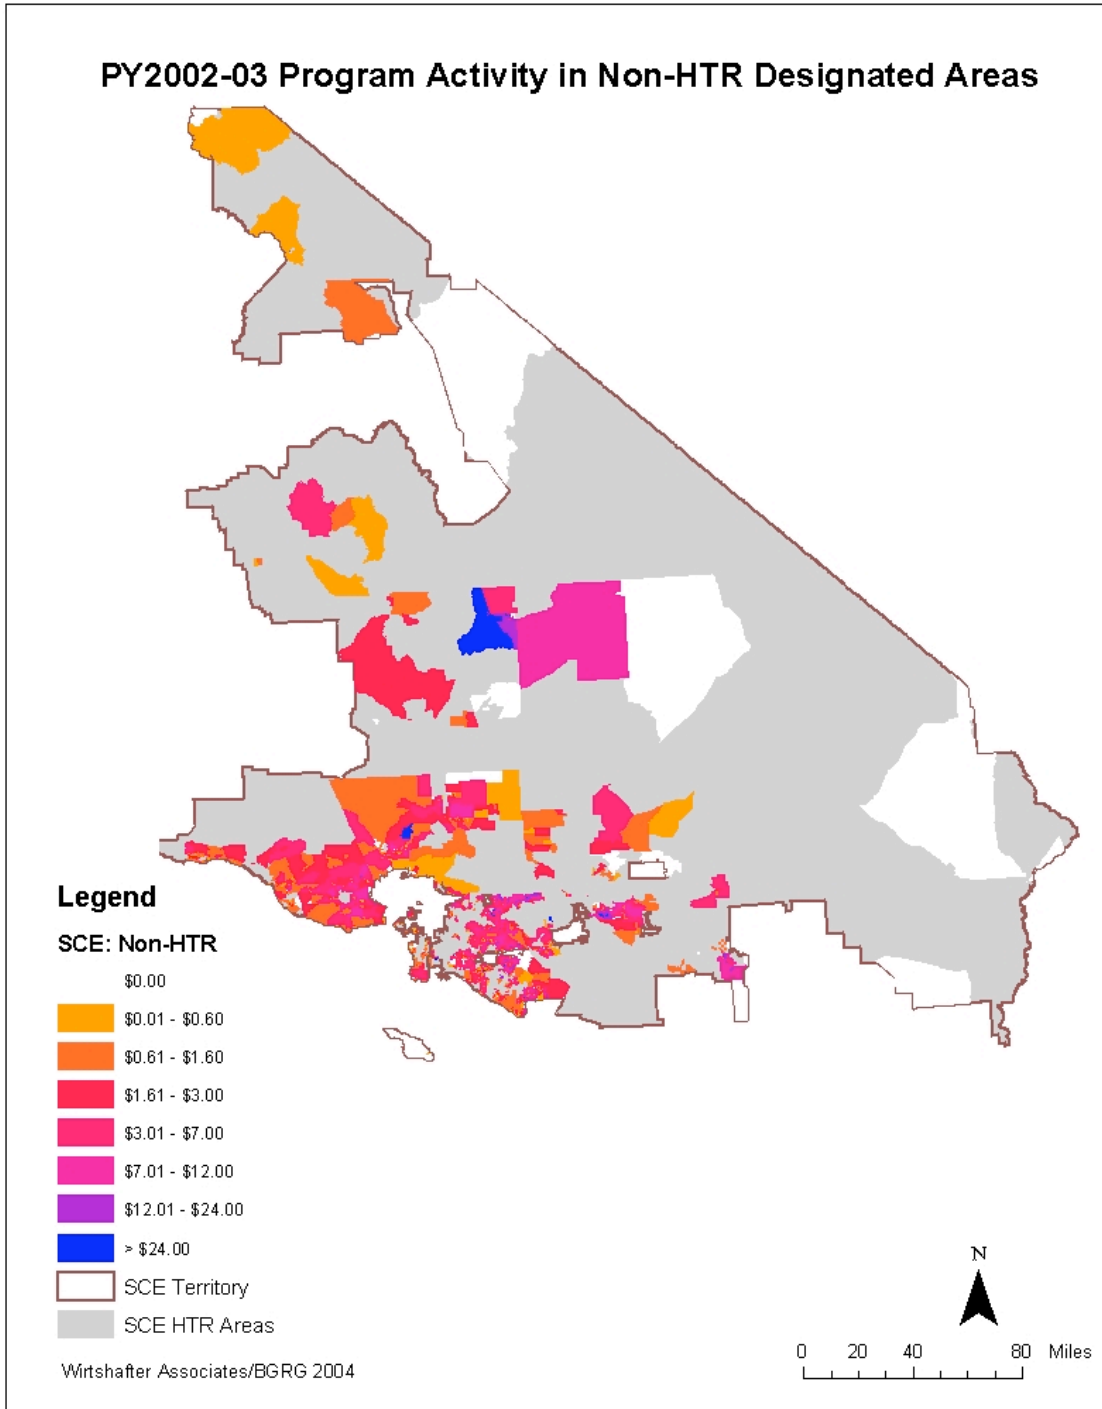 PY2002-03 Program Activity in Non-HTR Designated Areas
Legend
SCE: Non-HTR
$0.00
$0.01 - $0.60
$0.61 - $1.60
$1.61 - $3.00
$3.01 - $7.00
$7.01 - $12.00
$12.01 - $24.00
> $24.00
SCE Territory
SCE HTR Areas
Wirtshafter Associates/BGRG 2004
N
0 20 40 80 Miles